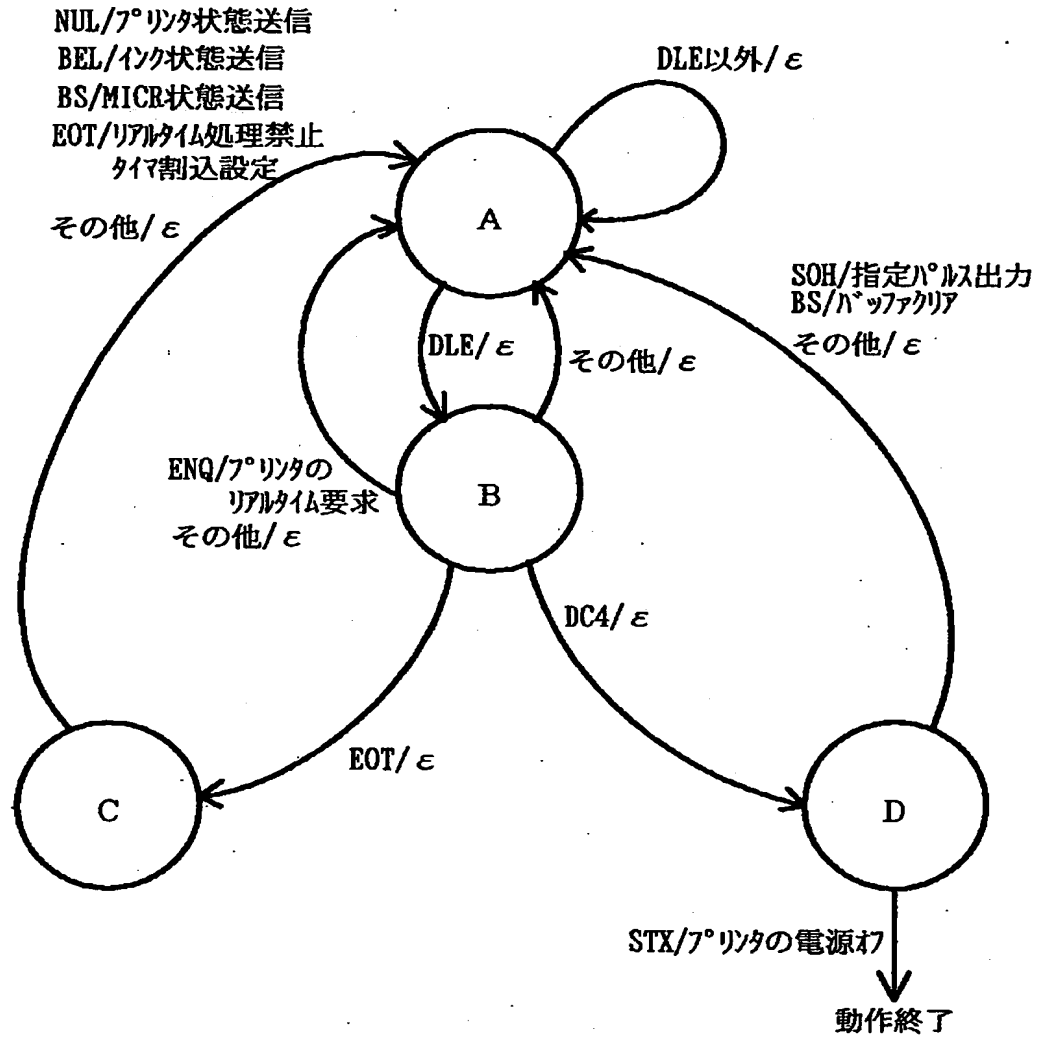 NUL/プリンタ状態送信
BEL/インク状態送信
BS/MICR状態送信
EOT/リアルタイム処理禁止
タイマ割込設定
その他/ε
DLE以外/ε
A
SOH/指定パルス出力
BS/バッファクリア
その他/ε
DLE/ε
その他/ε
ENQ/プリンタの
リアルタイム要求
その他/ε
B
DC4/ε
EOT/ε
C
D
STX/プリンタの電源オフ
動作終了